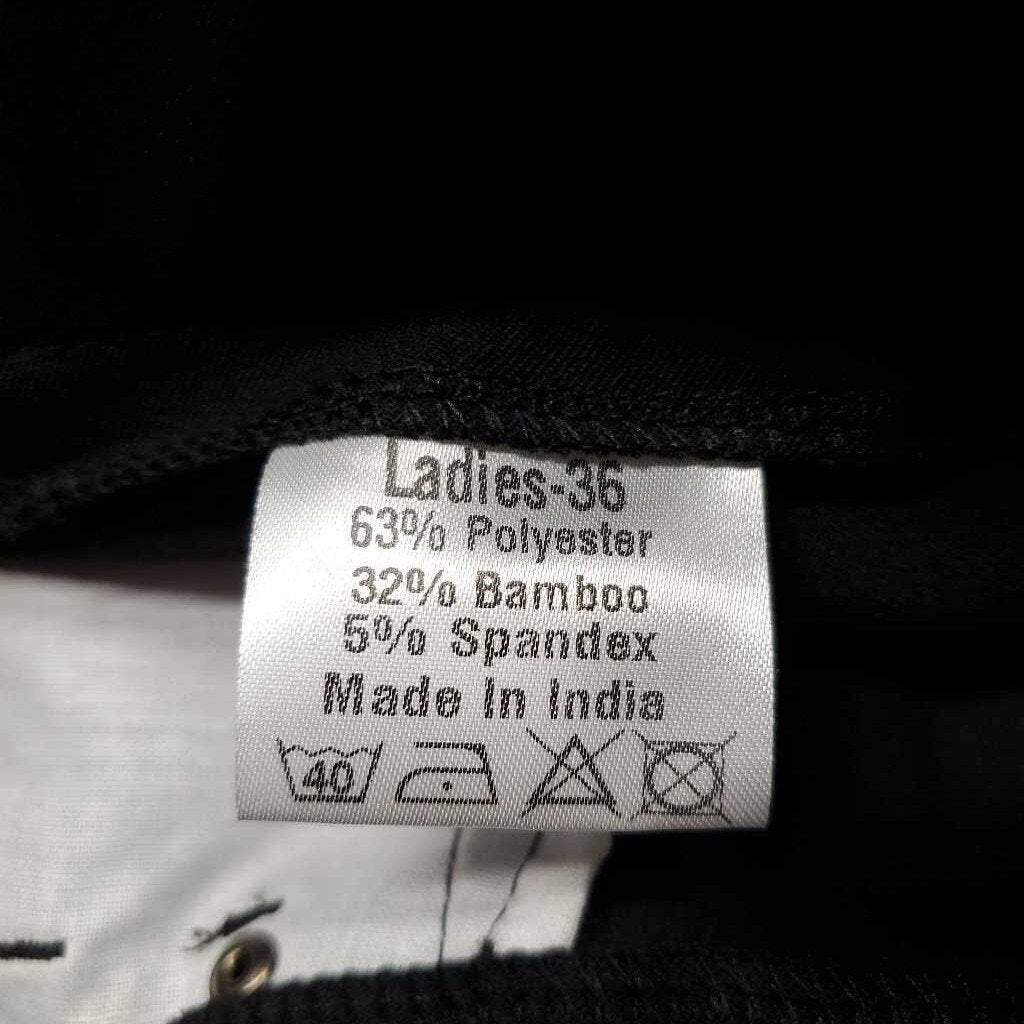 Ladies-36
63% Polyester
32% Bamboo
5% Spandex
Made In India
40